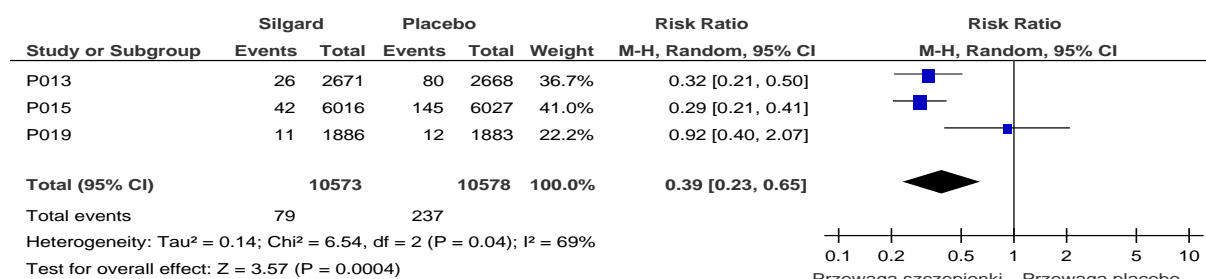 Silgard Placebo Risk Ratio Risk Ratio
Study or Subgroup Events Total Events Total Weight M-H, Random, 95% CI M-H, Random, 95% CI
P013 26 2671 80 2668 36.7% 0.32 [0.21, 0.50]
P015 42 6016 145 6027 41.0% 0.29 [0.21, 0.41]
P019 11 1886 12 1883 22.2% 0.92 [0.40, 2.07]
Total (95% CI) 10573 10578 100.0% 0.39 [0.23, 0.65]
Total events 79 237
Heterogeneity: Tau² = 0.14; Chi² = 6.54, df = 2 (P = 0.04); I² = 69%
0.1 0.2 0.5 1 2 5 10
Test for overall effect: Z = 3.57 (P = 0.0004)
Przewaga szczepionki Przewaga placebo